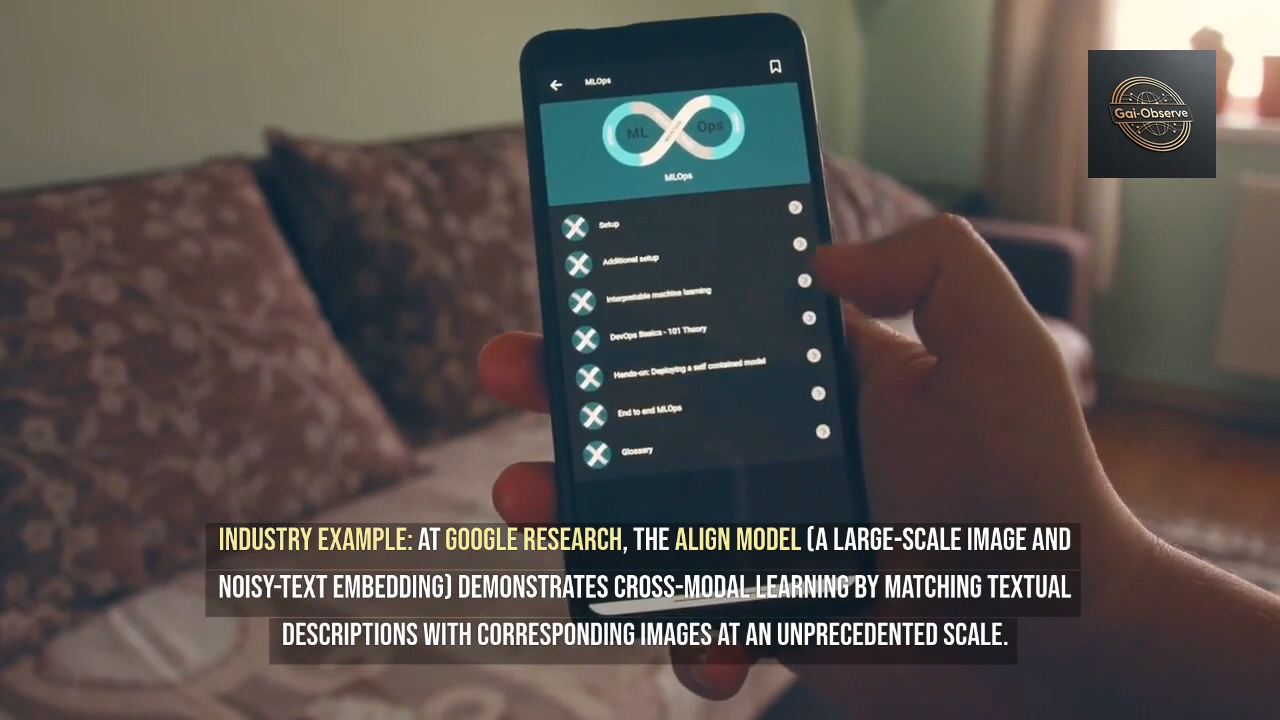 MLOps
ML Ops
MLOps
Setup
Additional setup
Interpretable machine learning
DevOps Basics - 101 Theory
Hands-on: Deploying a self contained model
End to end MLOps
Glossary
Gai-Observe
INDUSTRY EXAMPLE: AT GOOGLE RESEARCH, THE ALIGN MODEL (A LARGE-SCALE IMAGE AND
NOISY-TEXT EMBEDDING) DEMONSTRATES CROSS-MODAL LEARNING BY MATCHING TEXTUAL
DESCRIPTIONS WITH CORRESPONDING IMAGES AT AN UNPRECEDENTED SCALE.